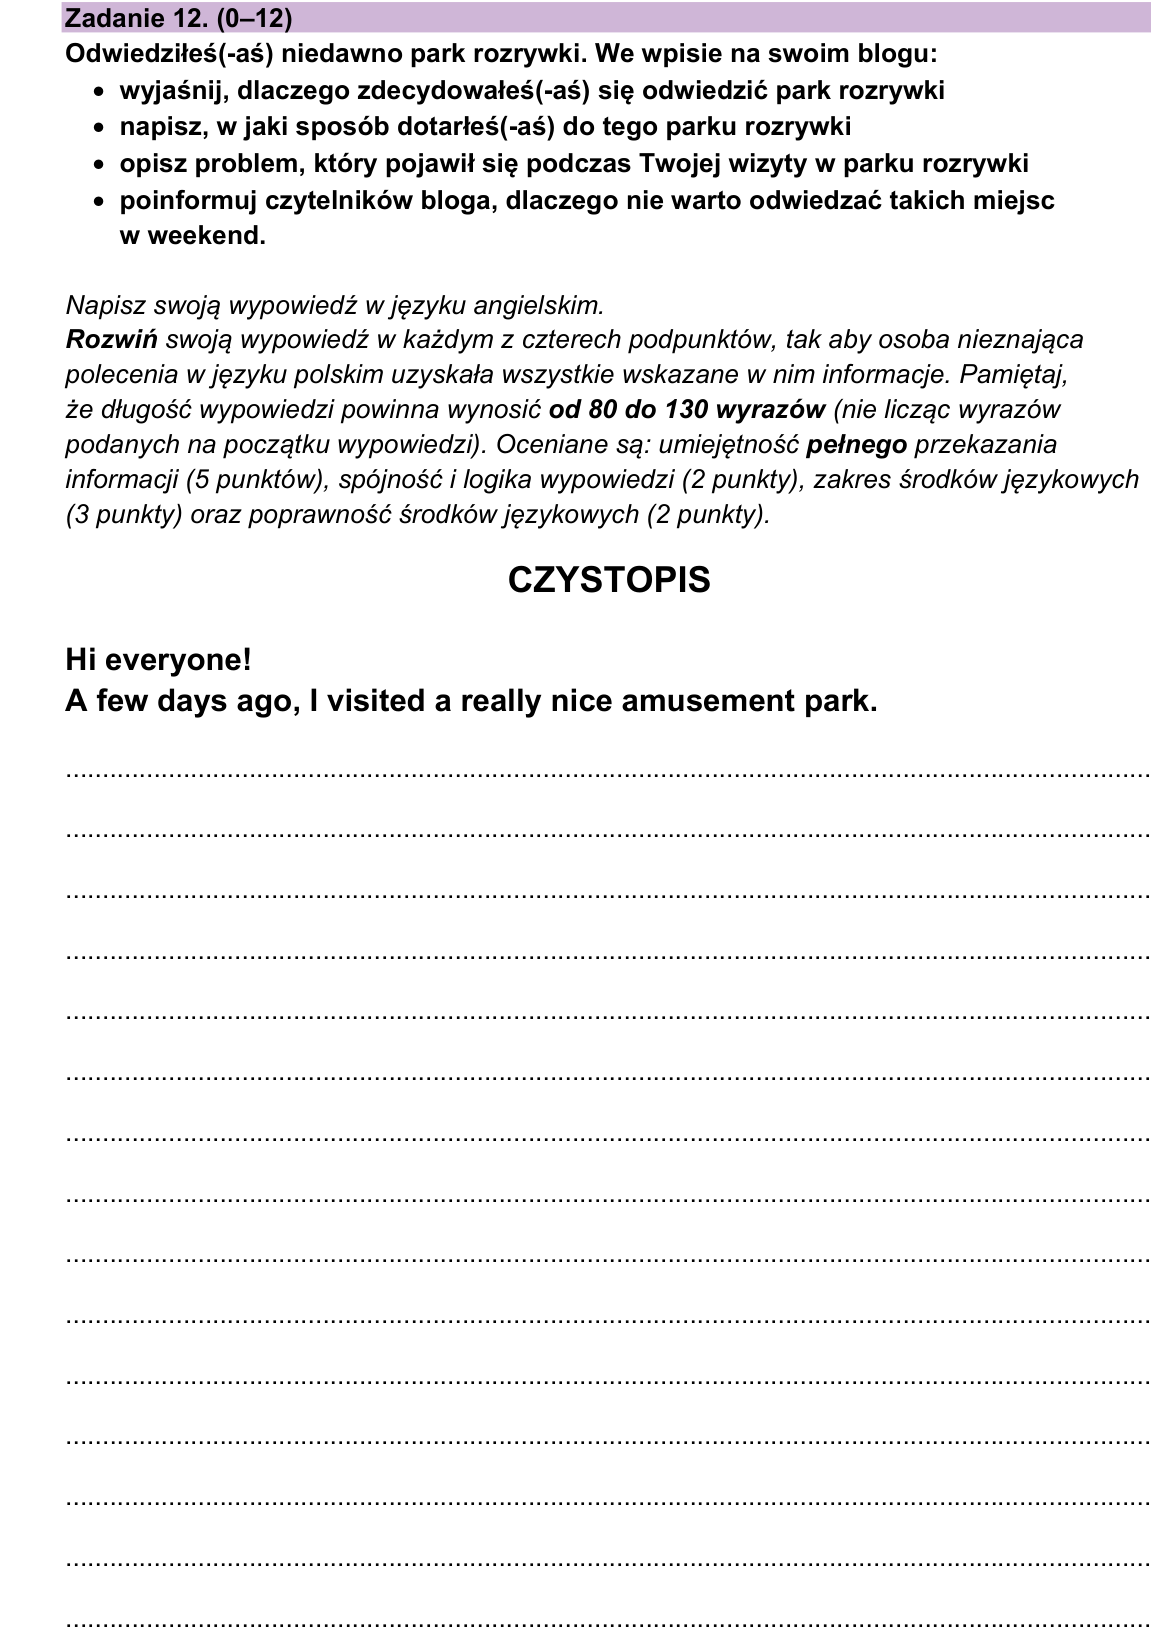 Zadanie 12. (0–12)
Odwiedziłeś(-aś) niedawno park rozrywki. We wpisie na swoim blogu:
• wyjaśnij, dlaczego zdecydowałeś(-aś) się odwiedzić park rozrywki
• napisz, w jaki sposób dotarłeś(-aś) do tego parku rozrywki
• opisz problem, który pojawił się podczas Twojej wizyty w parku rozrywki
• poinformuj czytelników bloga, dlaczego nie warto odwiedzać takich miejsc
w weekend.
Napisz swoją wypowiedź w języku angielskim.
Rozwiń swoją wypowiedź w każdym z czterech podpunktów, tak aby osoba nieznająca
polecenia w języku polskim uzyskała wszystkie wskazane w nim informacje. Pamiętaj,
że długość wypowiedzi powinna wynosić od 80 do 130 wyrazów (nie licząc wyrazów
podanych na początku wypowiedzi). Oceniane są: umiejętność pełnego przekazania
informacji (5 punktów), spójność i logika wypowiedzi (2 punkty), zakres środków językowych
(3 punkty) oraz poprawność środków językowych (2 punkty).
CZYSTOPIS
Hi everyone!
A few days ago, I visited a really nice amusement park.